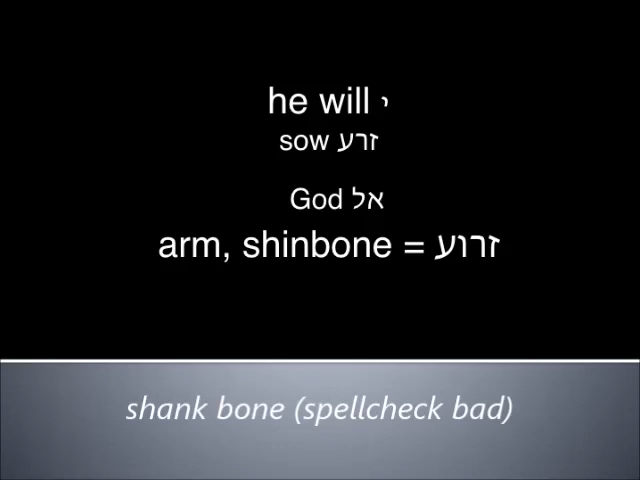 he will י
sow זרע
God אל
arm, shinbone = זרוע
shank bone (spellcheck bad)